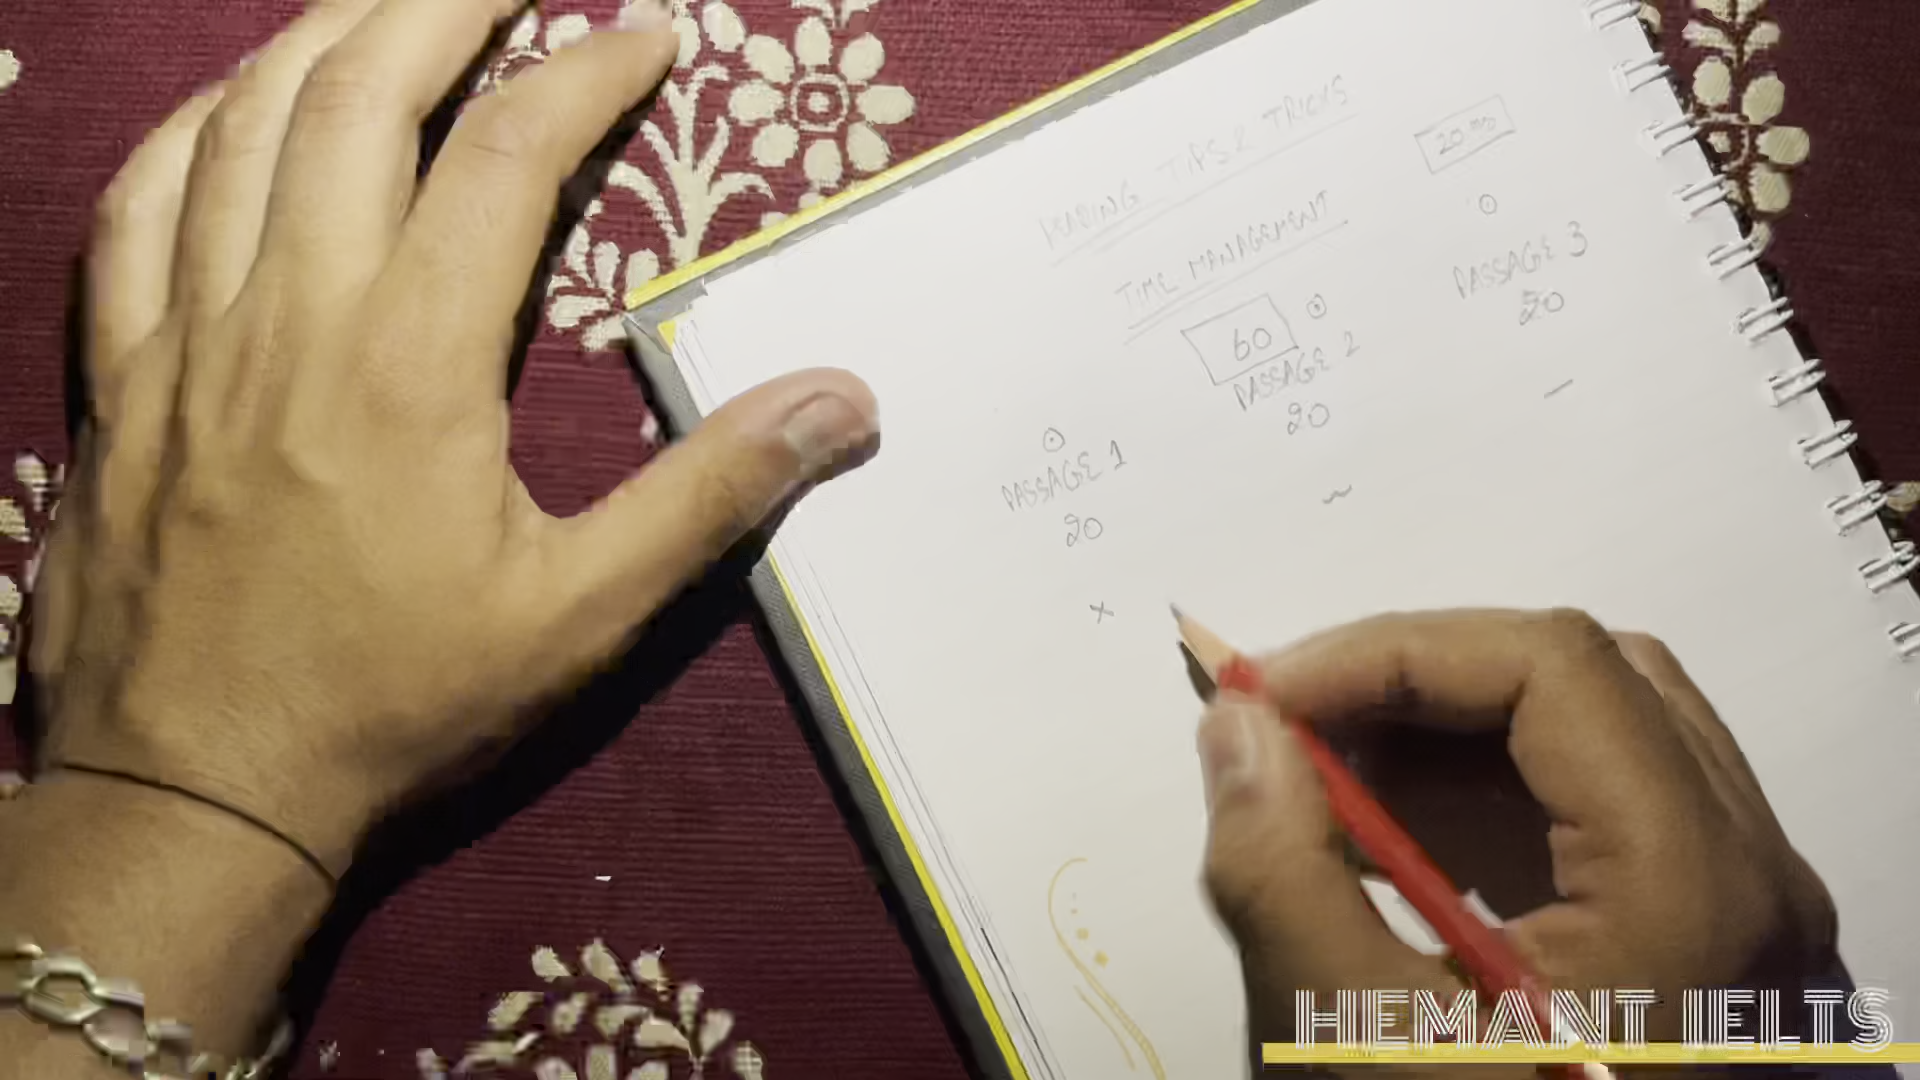 READING TIPS & TRICKS
20 
TIME MANAGEMENT
60
PASSAGE 1
20
PASSAGE 2
20
PASSAGE 3
20
x
HEMANT IELTS